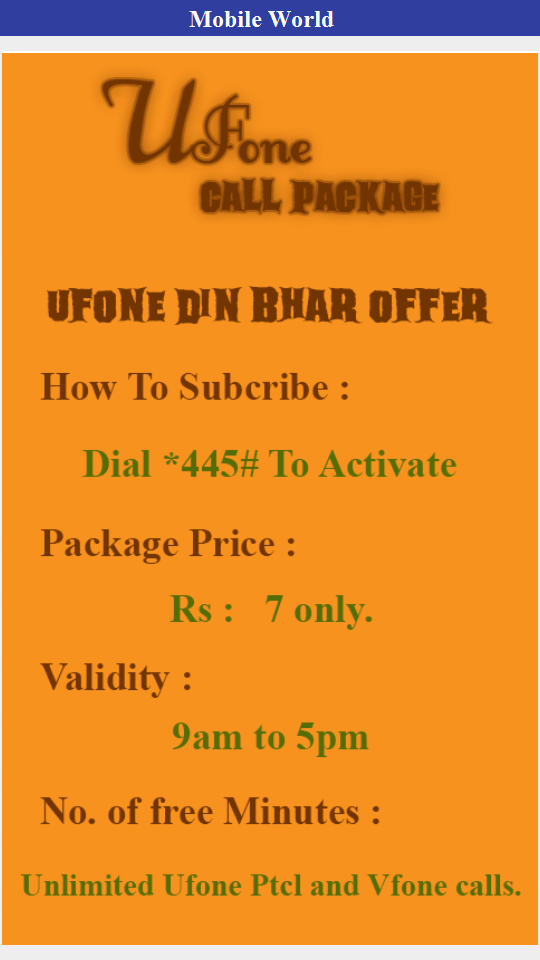 Mobile World
UFone
CALL PACKAGE
UFONE DIN BHAR OFFER
How To Subcribe :
Dial *445# To Activate
Package Price :
Rs : 7 only.
Validity :
9am to 5pm
No. of free Minutes :
Unlimited Ufone Ptcl and Vfone calls.